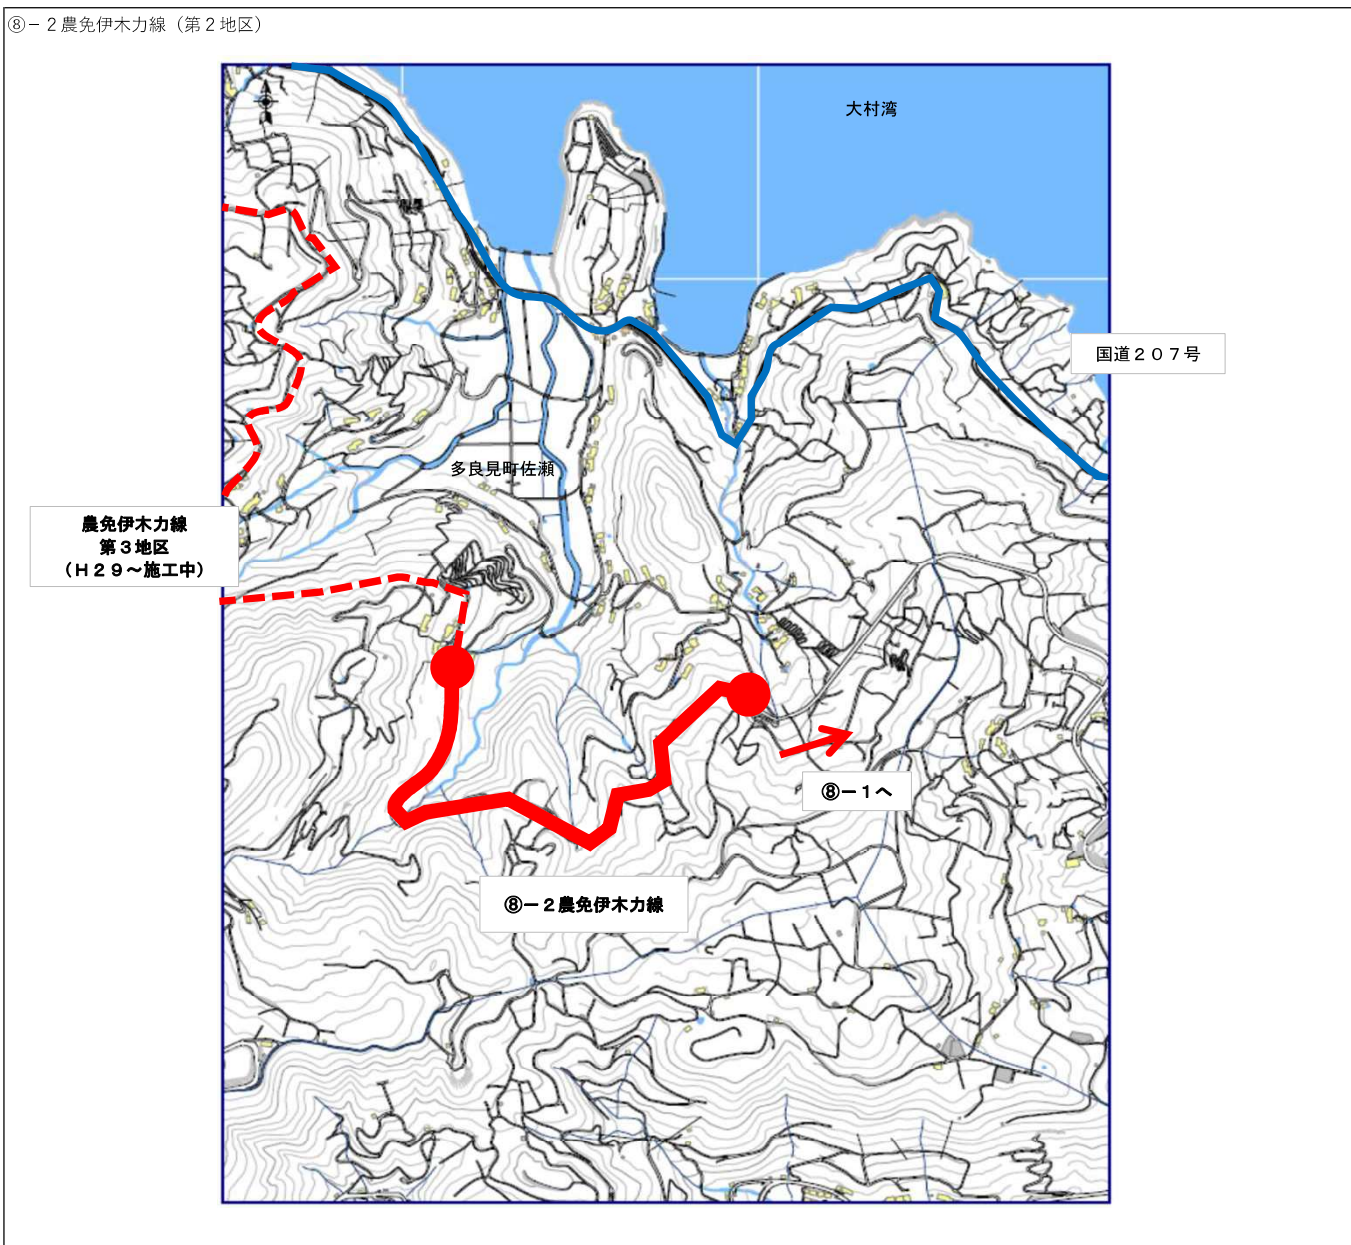 ⑧－２農免伊木力線（第２地区）
大村湾
国道２０７号
多良見町佐瀬
農免伊木力線
第３地区
（Ｈ２９～施工中）
⑧－１へ
⑧－２農免伊木力線